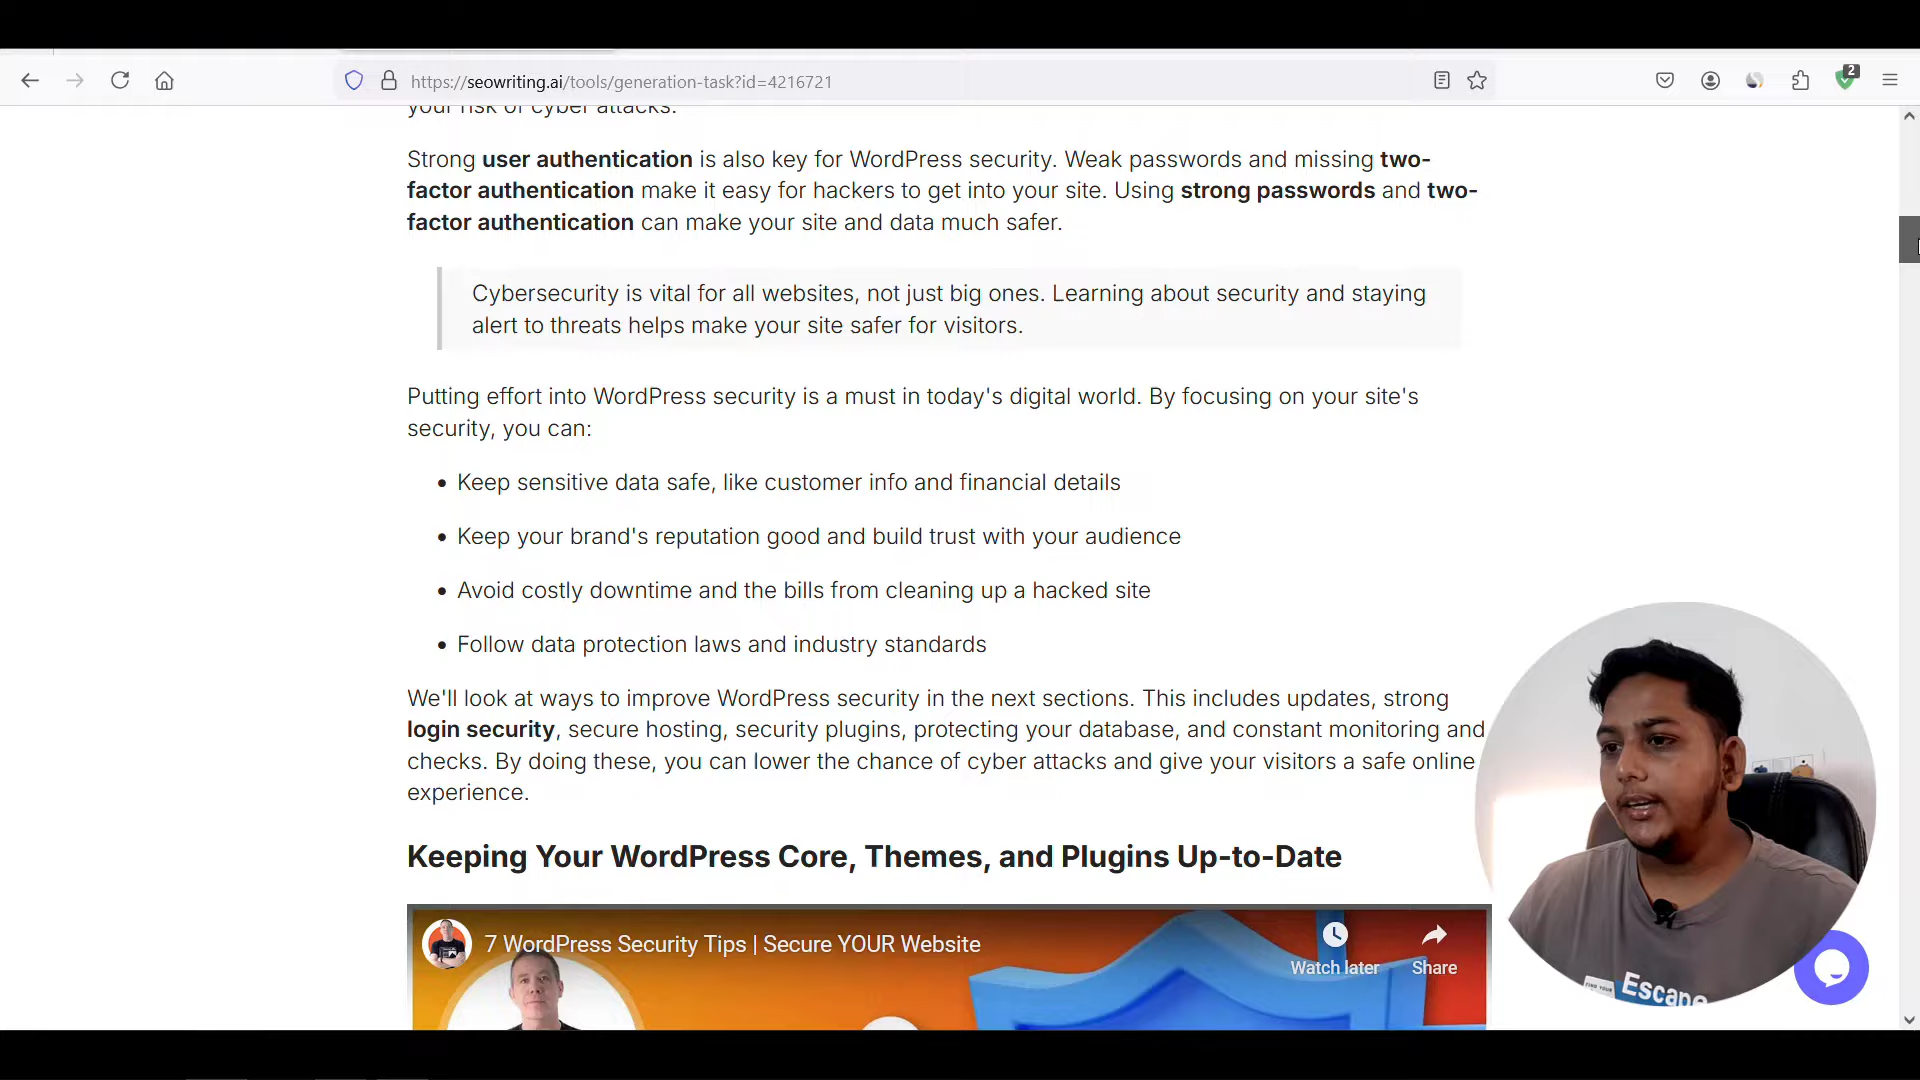 https://seowriting.ai/tools/generation-task?id=4216721
2
your risk of cyber attacks.
Strong user authentication is also key for WordPress security. Weak passwords and missing two-
factor authentication make it easy for hackers to get into your site. Using strong passwords and two-
factor authentication can make your site and data much safer.
Cybersecurity is vital for all websites, not just big ones. Learning about security and staying
alert to threats helps make your site safer for visitors.
Putting effort into WordPress security is a must in today's digital world. By focusing on your site's
security, you can:
• Keep sensitive data safe, like customer info and financial details
• Keep your brand's reputation good and build trust with your audience
• Avoid costly downtime and the bills from cleaning up a hacked site
• Follow data protection laws and industry standards
We'll look at ways to improve WordPress security in the next sections. This includes updates, strong
login security, secure hosting, security plugins, protecting your database, and constant monitoring and
checks. By doing these, you can lower the chance of cyber attacks and give your visitors a safe online
experience.
Keeping Your WordPress Core, Themes, and Plugins Up-to-Date
7 WordPress Security Tips | Secure YOUR Website
Watch later
Share
FIND YOUR
Escape